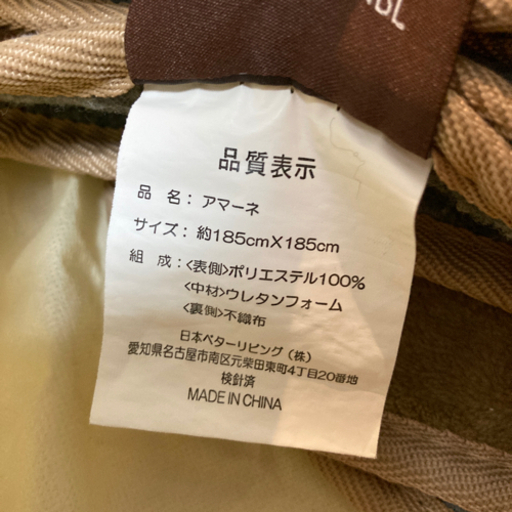 品質表示
品 名：アマーネ
サイズ：約185cmX185cm
組 成：<表側>ポリエステル100%
<中材>ウレタンフォーム
<裏側>不織布
日本ベターリビング（株）
愛知県名古屋市南区元柴田東町4丁目20番地
検針済
MADE IN CHINA